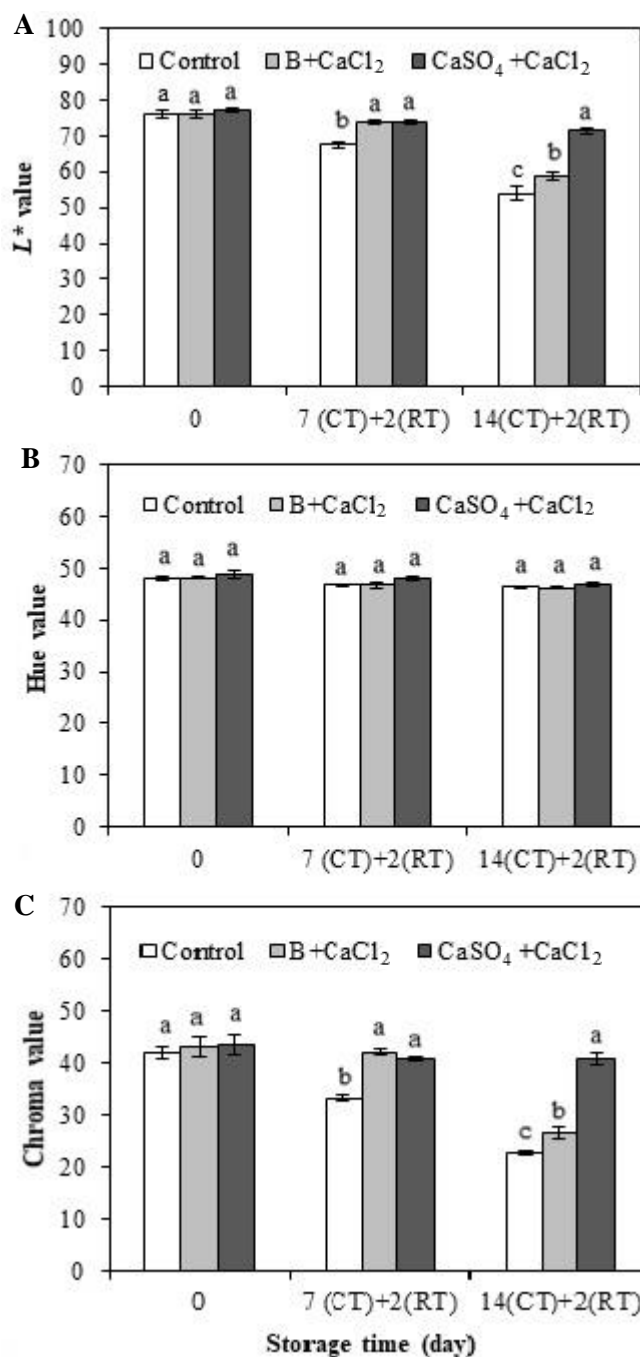 A
100
90
80
70
60
50
40
30
20
10
0
L* value
Control B+CaCl₂ CaSO₄ +CaCl₂
a a a
b a a
c b a
0 7 (CT)+2(RT) 14(CT)+2(RT)
B
70
60
50
40
30
20
10
0
Hue value
Control B+CaCl₂ CaSO₄ +CaCl₂
a a a
a a a
a a a
0 7 (CT)+2(RT) 14(CT)+2(RT)
C
70
60
50
40
30
20
10
0
Chroma value
Control B+CaCl₂ CaSO₄ +CaCl₂
a a a
b a a
c b a
0 7 (CT)+2(RT) 14(CT)+2(RT)
Storage time (day)